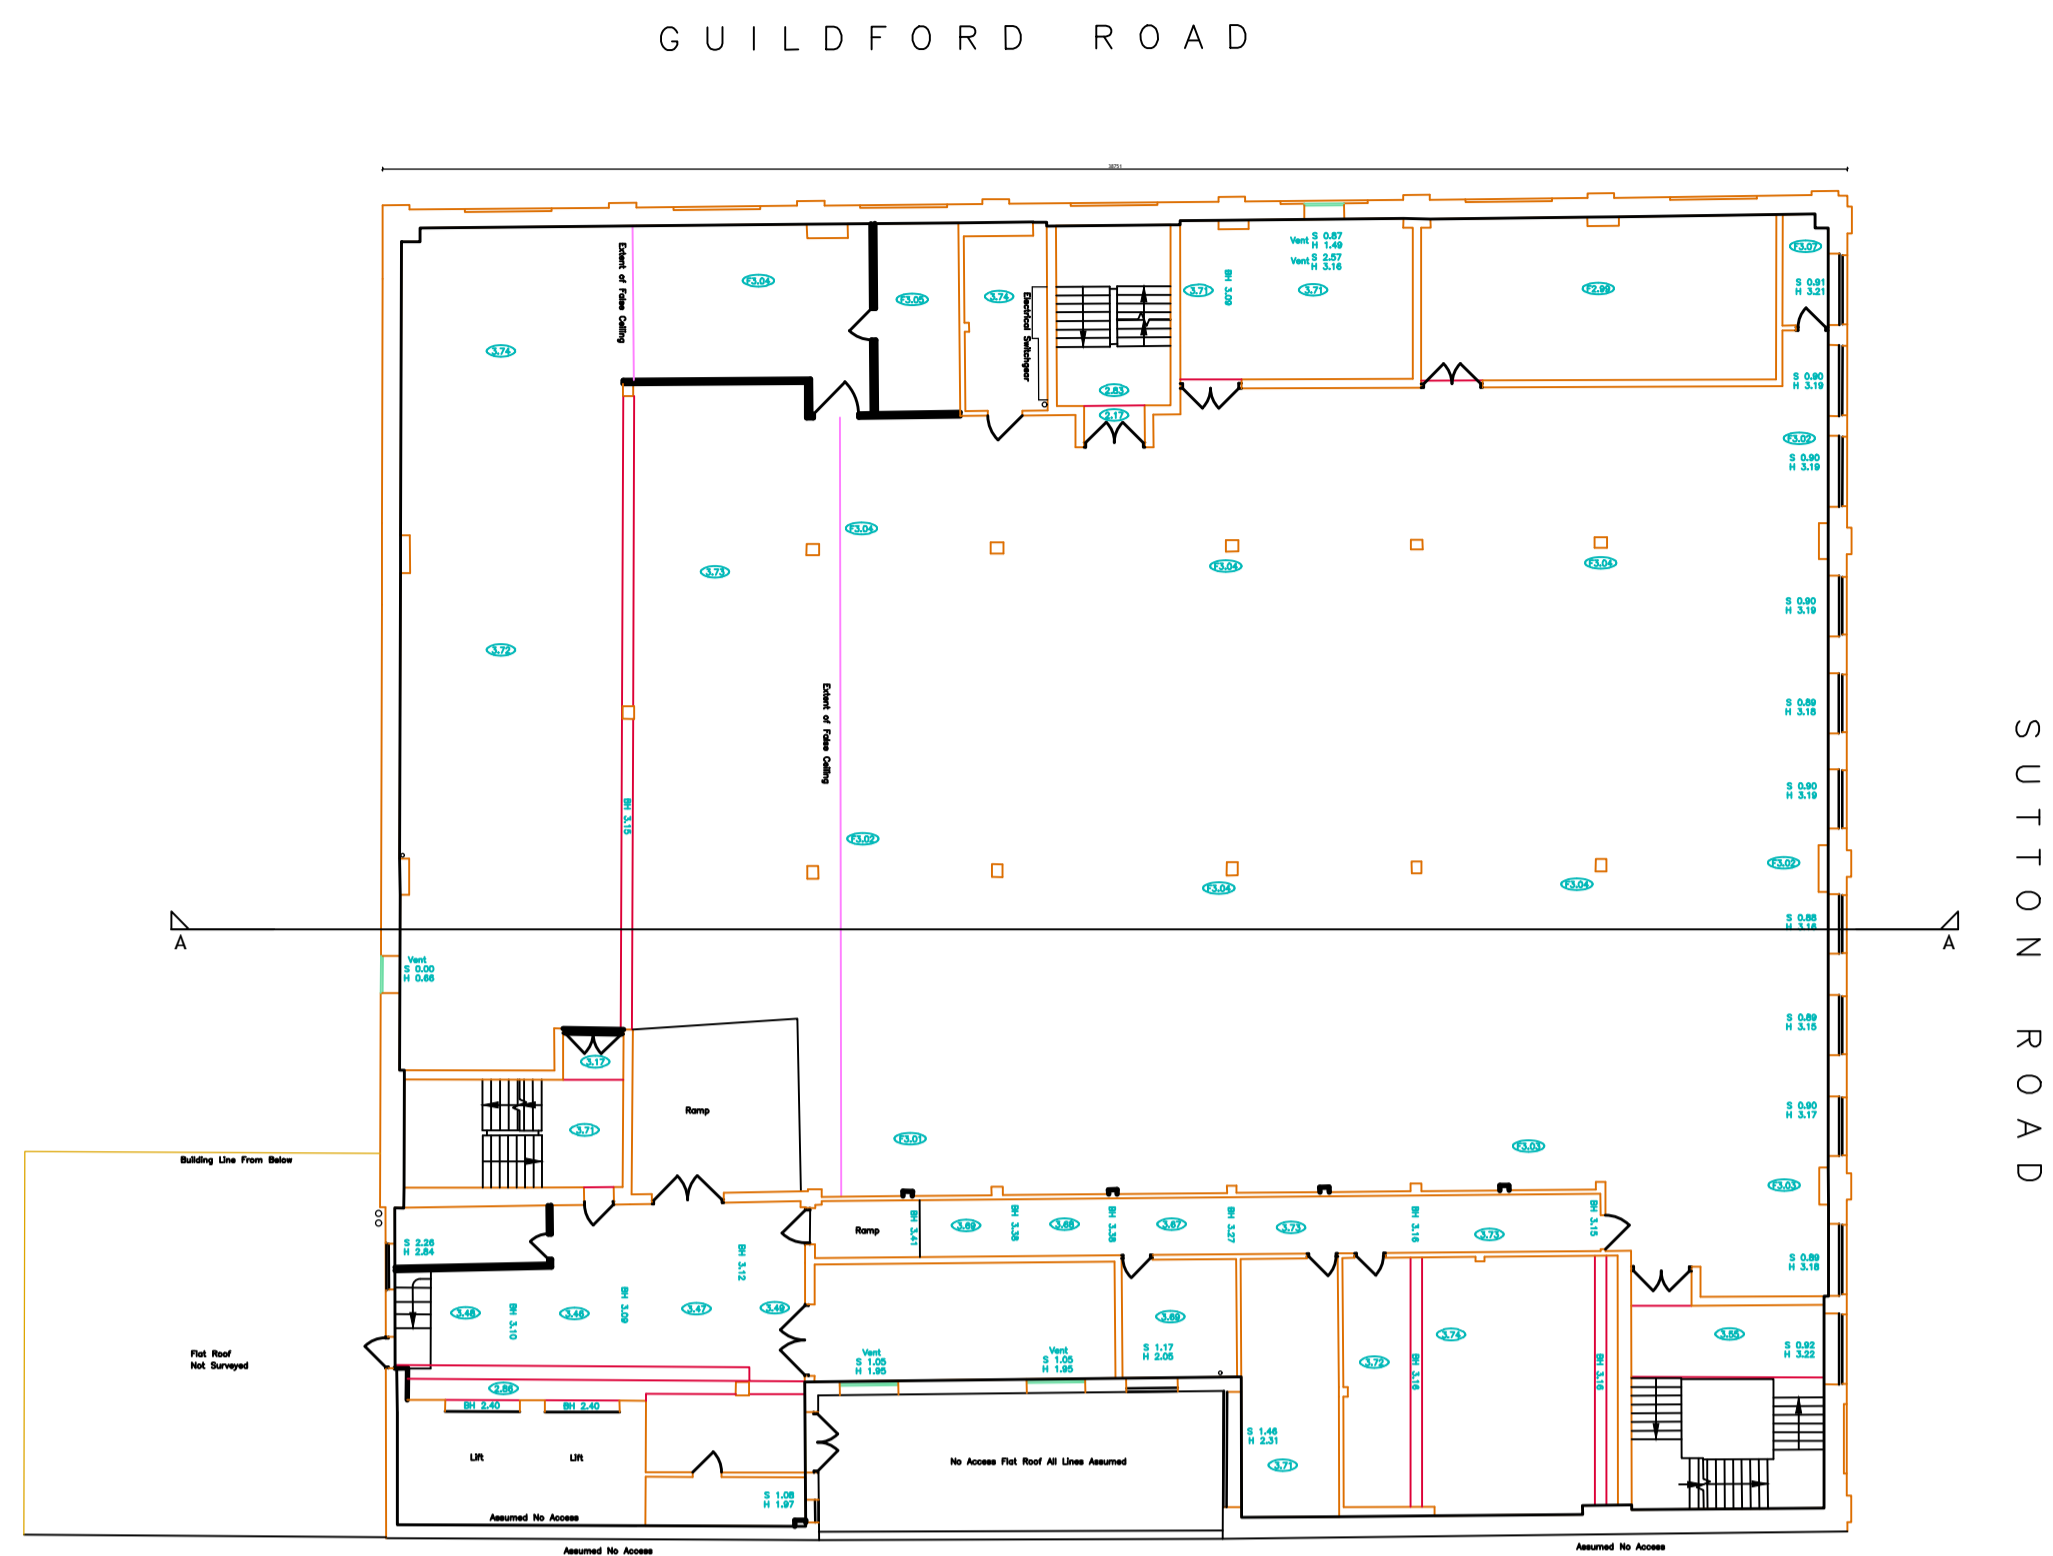 GUILDFORD ROAD
38751
Extent of False Ceiling
F3.04
F3.05
3.74
Electrical Switchgear
3.71
BH 3.09
Vent S 0.87
H 1.49
Vent S 2.57
H 3.16
3.71
F2.99
F3.07
S 0.91
H 3.21
3.74
2.83
2.17
S 0.90
H 3.19
F3.02
S 0.90
H 3.19
F3.04
3.73
F3.04
F3.04
S 0.90
H 3.19
3.72
Extent of False Ceiling
S 0.89
H 3.18
SUTTON ROAD
BH 3.15
S 0.90
H 3.19
F3.02
F3.02
F3.04
F3.04
S 0.88
H 3.16
A
A
Vent
S 0.00
H 0.66
S 0.89
H 3.15
3.17
Ramp
3.71
S 0.90
H 3.17
F3.01
F3.03
Building Line From Below
F3.03
S 2.26
H 2.84
BH 3.12
Ramp
BH 3.41
3.69
BH 3.38
3.68
BH 3.38
3.67
BH 3.27
3.73
BH 3.16
3.73
BH 3.15
S 0.89
H 3.18
3.48
BH 3.10
3.46
BH 3.09
3.47
3.49
3.69
S 1.17
H 2.05
Vent
S 1.05
H 1.95
Vent
S 1.05
H 1.95
3.72
BH 3.16
3.74
BH 3.16
3.55
S 0.92
H 3.22
Flat Roof
Not Surveyed
2.86
BH 2.40
BH 2.40
Lift
Lift
No Access Flat Roof All Lines Assumed
S 1.46
H 2.31
3.71
S 1.08
H 1.97
Assumed No Access
Assumed No Access
Assumed No Access